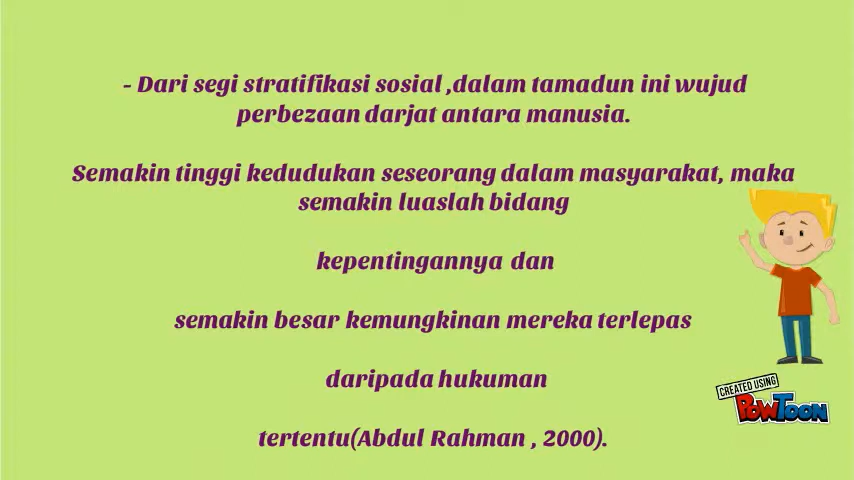 - Dari segi stratifikasi sosial ,dalam tamadun ini wujud
perbezaan darjat antara manusia.
Semakin tinggi kedudukan seseorang dalam masyarakat, maka
semakin luaslah bidang
kepentingannya dan
semakin besar kemungkinan mereka terlepas
daripada hukuman
tertentu(Abdul Rahman , 2000).
CREATED USING
POWTOON